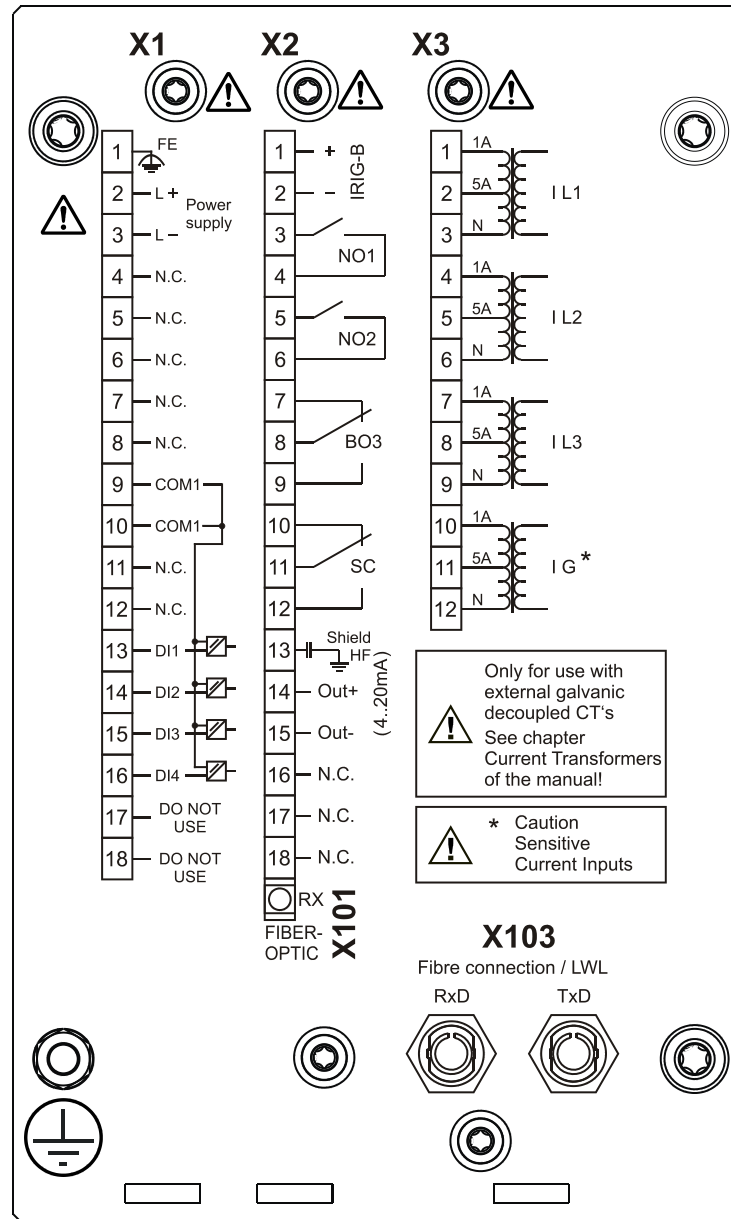 X1
1 FE
2 L+ Power
supply
3 L–
4 N.C.
5 N.C.
6 N.C.
7 N.C.
8 N.C.
9 COM1
10 COM1
11 N.C.
12 N.C.
13 DI1
14 DI2
15 DI3
16 DI4
17 DO NOT
USE
18 DO NOT
USE
X2
1 +
2 –
IRIG-B
3
NO1
4
5
NO2
6
7
8 BO3
9
10
11 SC
12
13 Shield
HF
14 Out+
15 Out-
(4..20mA)
16 N.C.
17 N.C.
18 N.C.
RX
FIBER-
OPTIC
X101
X3
1 1A
2 5A I L1
3 N
4 1A
5 5A I L2
6 N
7 1A
8 5A I L3
9 N
10 1A
11 5A I G*
12 N
Only for use with
external galvanic
decoupled CT‘s
See chapter
Current Transformers
of the manual!
* Caution
Sensitive
Current Inputs
X103
Fibre connection / LWL
RxD TxD